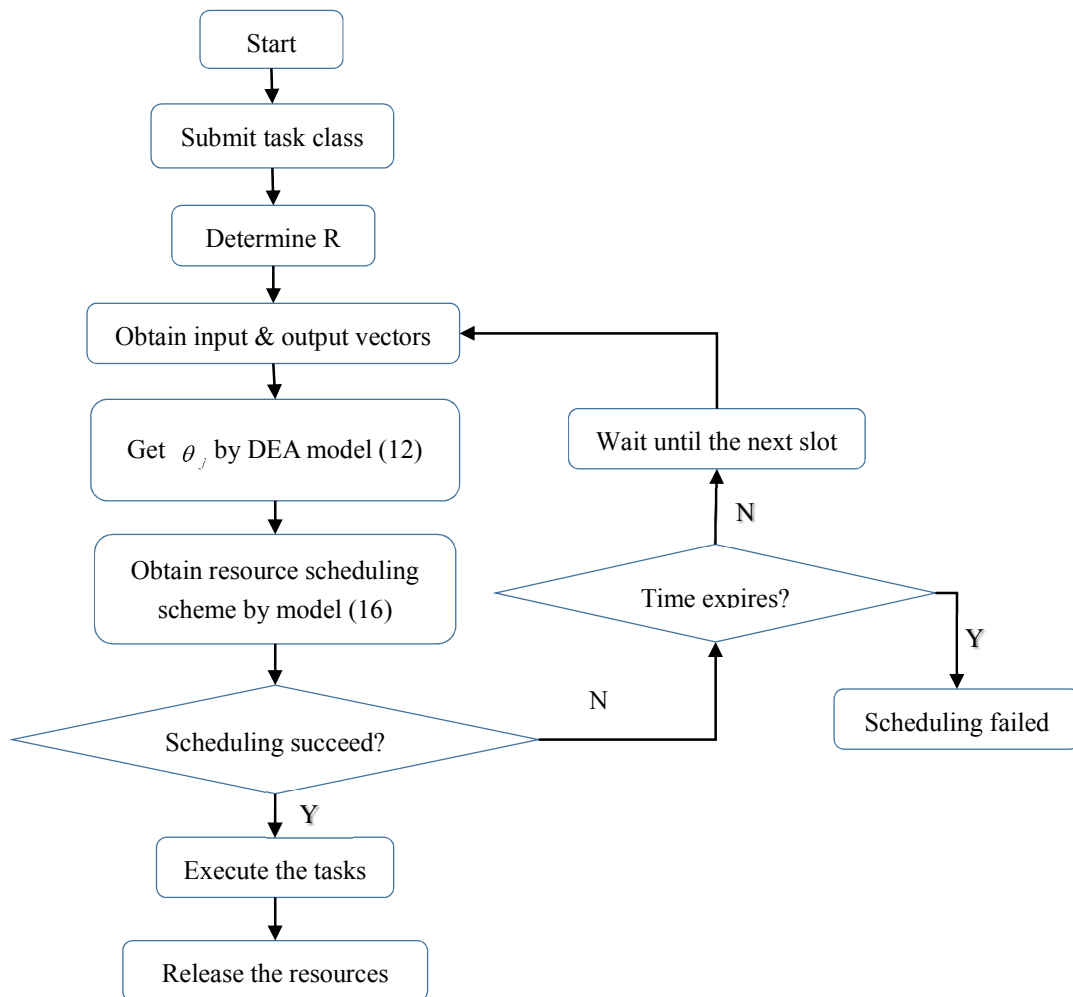 Start
Submit task class
Determine R
Obtain input & output vectors
Get θj by DEA model (12)
Wait until the next slot
N
Obtain resource scheduling
scheme by model (16)
Time expires?
Y
N
Scheduling failed
Scheduling succeed?
Y
Execute the tasks
Release the resources